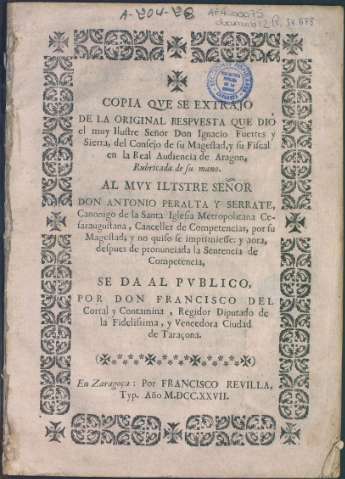 A-204-28
COPIA QVE SE EXTRAJO
DE LA ORIGINAL RESPVESTA QUE DIÒ
el muy Ilustre Señor Don Ignacio Fuertes y
Sierra, del Consejo de su Magestad, y su Fiscal
en la Real Audiencia de Aragon,
Rubricada de su mano.
AL MVY ILTSTRE SEÑOR
DON ANTONIO PERALTA Y SERRATE,
Canonigo de la Santa Iglesia Metropolitana Ce-
saraugustana, Canceller de Competencias, por su
Magestad, y no quiso se imprimiesse: y aora,
despues de pronunciada la Sentencia de
Competencia,
SE DA AL PVBLICO,
POR DON FRANCISCO DEL
Corral y Contamina, Regidor Diputado de
la Fidelissima, y Vencedora Ciudad
de Taraçona.
En Zaragoça: Por FRANCISCO REVILLA,
Typ. Año M.DCC.XXVII.